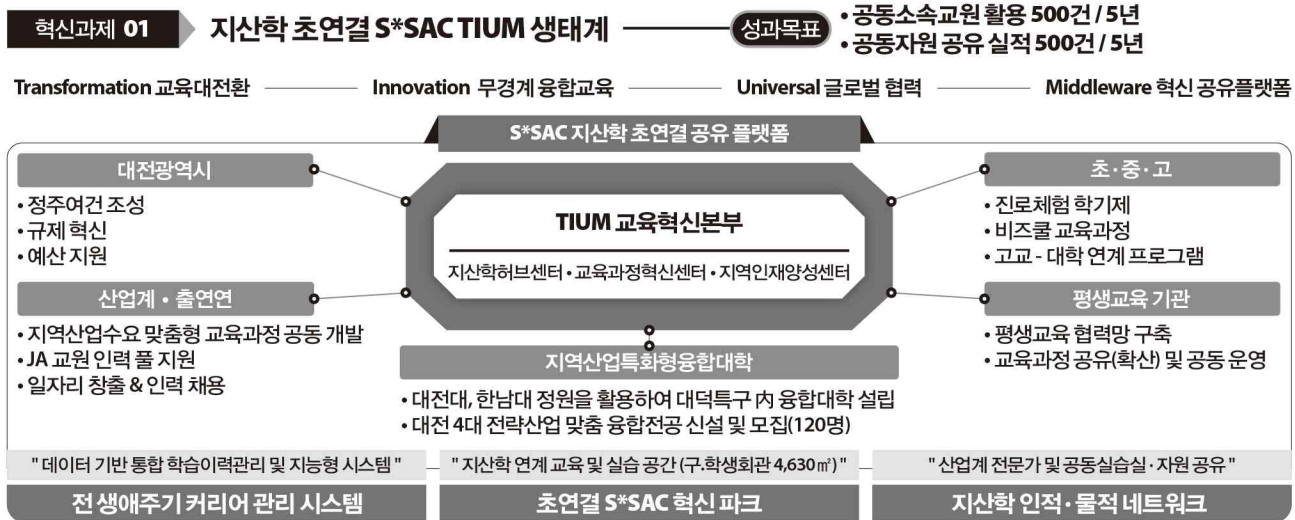 혁신과제 01
지산학 초연결 S*SAC TIUM 생태계
성과목표
• 공동소속교원 활용 500건 / 5년
• 공동자원 공유 실적 500건 / 5년
Transformation 교육대전환
Innovation 무경계 융합교육
Universal 글로벌 협력
Middleware 혁신 공유플랫폼
S*SAC 지산학 초연결 공유 플랫폼
대전광역시
• 정주여건 조성
• 규제 혁신
• 예산 지원
산업계 • 출연연
• 지역산업수요 맞춤형 교육과정 공동 개발
• JA 교원 인력 풀 지원
• 일자리 창출 & 인력 채용
TIUM 교육혁신본부
지산학허브센터 • 교육과정혁신센터 • 지역인재양성센터
지역산업특화형융합대학
• 대전대, 한남대 정원을 활용하여 대덕특구 內 융합대학 설립
• 대전 4대 전략산업 맞춤 융합전공 신설 및 모집(120명)
초·중·고
• 진로체험 학기제
• 비즈쿨 교육과정
• 고교 - 대학 연계 프로그램
평생교육 기관
• 평생교육 협력망 구축
• 교육과정 공유(확산) 및 공동 운영
" 데이터 기반 통합 학습이력관리 및 지능형 시스템 "
전 생애주기 커리어 관리 시스템
" 지산학 연계 교육 및 실습 공간 (구.학생회관 4,630㎡) "
초연결 S*SAC 혁신 파크
" 산업계 전문가 및 공동실습실 · 자원 공유 "
지산학 인적 · 물적 네트워크